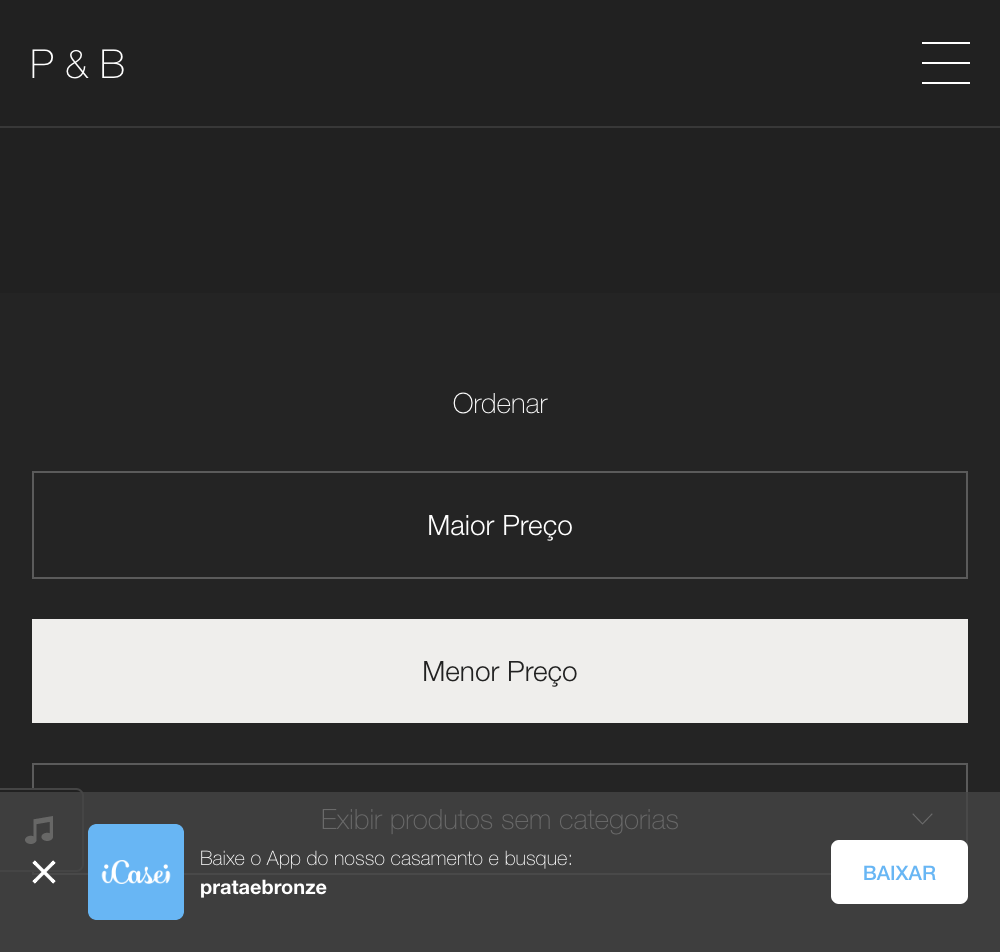 P & B
Ordenar
Maior Preço
Menor Preço
Exibir produtos sem categorias
iCasei
Baixe o App do nosso casamento e busque:
prataebronze
BAIXAR